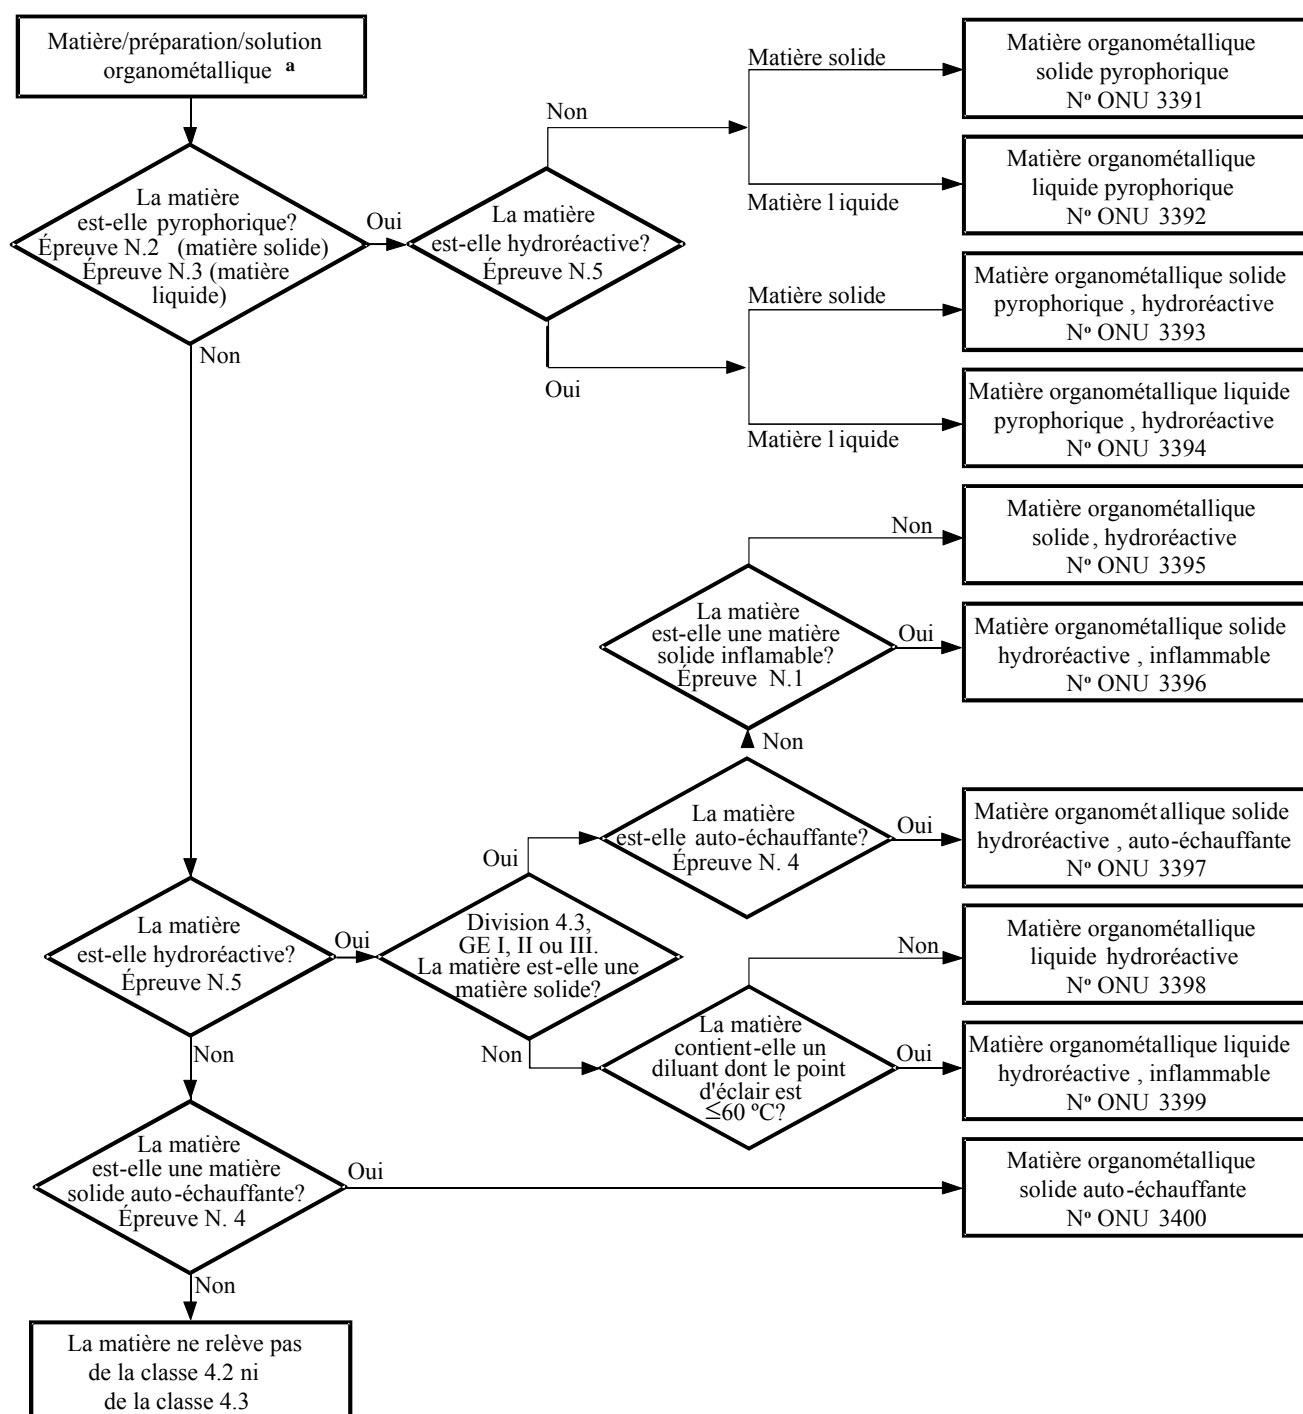 Matière/préparation/solution
organométallique a
La matière
est-elle pyrophorique?
Épreuve N.2 (matière solide)
Épreuve N.3 (matière
liquide)
Oui
Non
La matière
est-elle hydroréactive?
Épreuve N.5
Non
Oui
Matière solide
Matière l iquide
Matière solide
Matière l iquide
Matière organométallique
solide pyrophorique
Nº ONU 3391
Matière organométallique
liquide pyrophorique
Nº ONU 3392
Matière organométallique solide
pyrophorique , hydroréactive
Nº ONU 3393
Matière organométallique liquide
pyrophorique , hydroréactive
Nº ONU 3394
Non
Matière organométallique
solide , hydroréactive
Nº ONU 3395
La matière
est-elle une matière
solide inflamable?
Épreuve N.1
Oui
Matière organométallique solide
hydroréactive , inflammable
Nº ONU 3396
Non
La matière
est-elle auto-échauffante?
Épreuve N. 4
Oui
Matière organométallique solide
hydroréactive , auto-échauffante
Nº ONU 3397
La matière
est-elle hydroréactive?
Épreuve N.5
Oui
Non
Division 4.3,
GE I, II ou III.
La matière est-elle une
matière solide?
Oui
Non
Non
Matière organométallique
liquide hydroréactive
Nº ONU 3398
La matière
contient-elle un
diluant dont le point
d'éclair est
≤60 ºC?
Oui
Matière organométallique liquide
hydroréactive , inflammable
Nº ONU 3399
La matière
est-elle une matière
solide auto-échauffante?
Épreuve N. 4
Oui
Non
Matière organométallique
solide auto-échauffante
Nº ONU 3400
La matière ne relève pas
de la classe 4.2 ni
de la classe 4.3